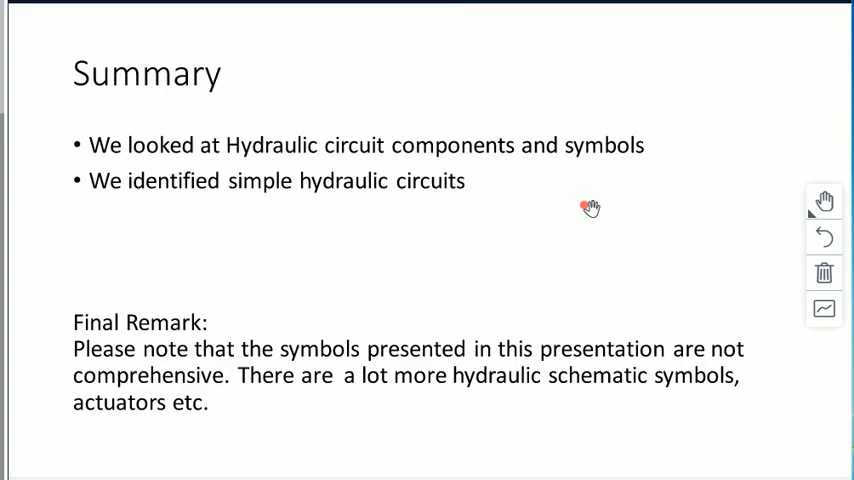 Summary
• We looked at Hydraulic circuit components and symbols
• We identified simple hydraulic circuits
Final Remark:
Please note that the symbols presented in this presentation are not
comprehensive. There are a lot more hydraulic schematic symbols,
actuators etc.